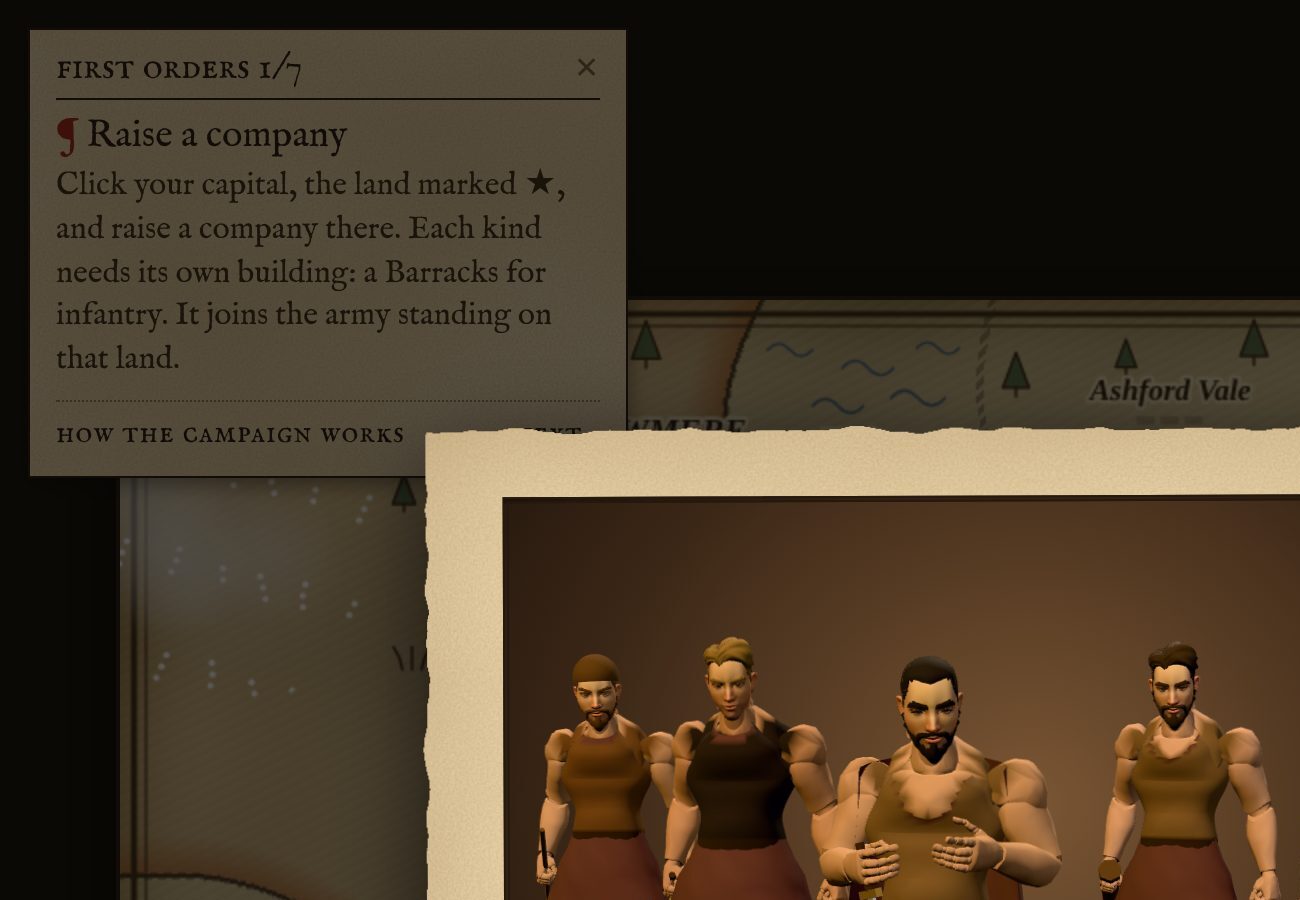 FIRST ORDERS 1/7
¶ Raise a company
Click your capital, the land marked ★,
and raise a company there. Each kind
needs its own building: a Barracks for
infantry. It joins the army standing on
that land.
HOW THE CAMPAIGN WORKS
Ashford Vale